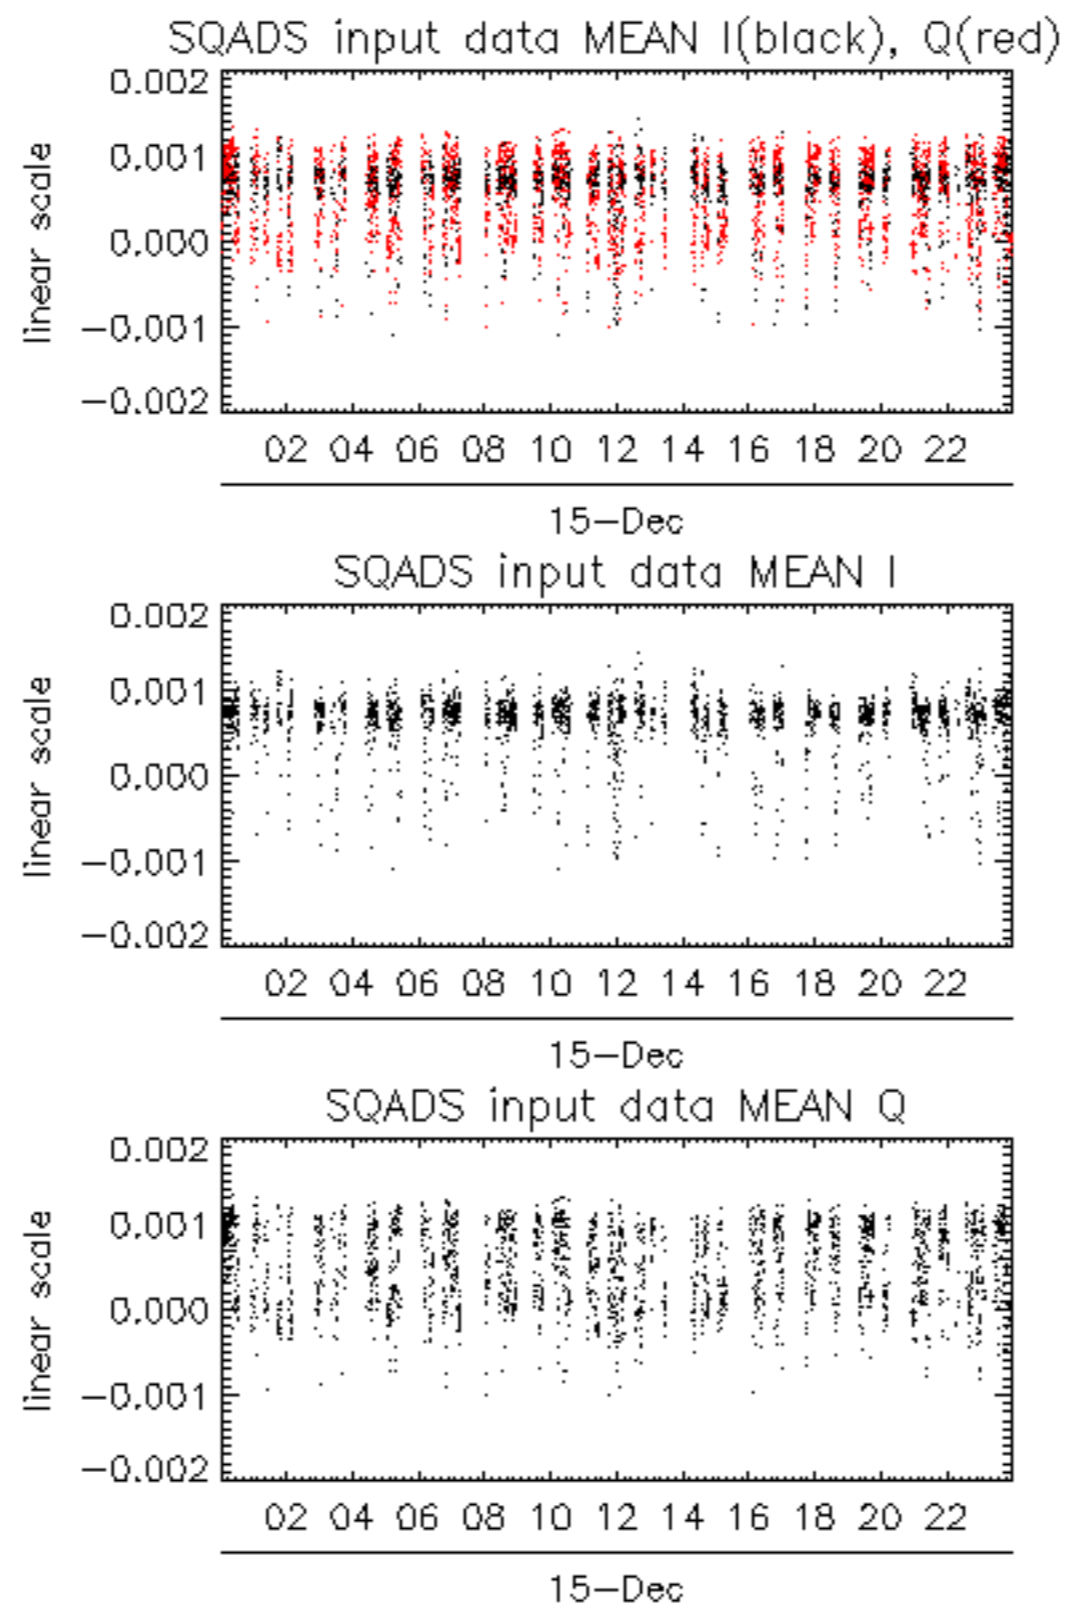 SQADS input data MEAN I(black), Q(red)
0.002
0.001
0.000
−0.001
−0.002
linear scale
02 04 06 08 10 12 14 16 18 20 22
15−Dec
SQADS input data MEAN I
0.002
0.001
0.000
−0.001
−0.002
linear scale
02 04 06 08 10 12 14 16 18 20 22
15−Dec
SQADS input data MEAN Q
0.002
0.001
0.000
−0.001
−0.002
linear scale
02 04 06 08 10 12 14 16 18 20 22
15−Dec